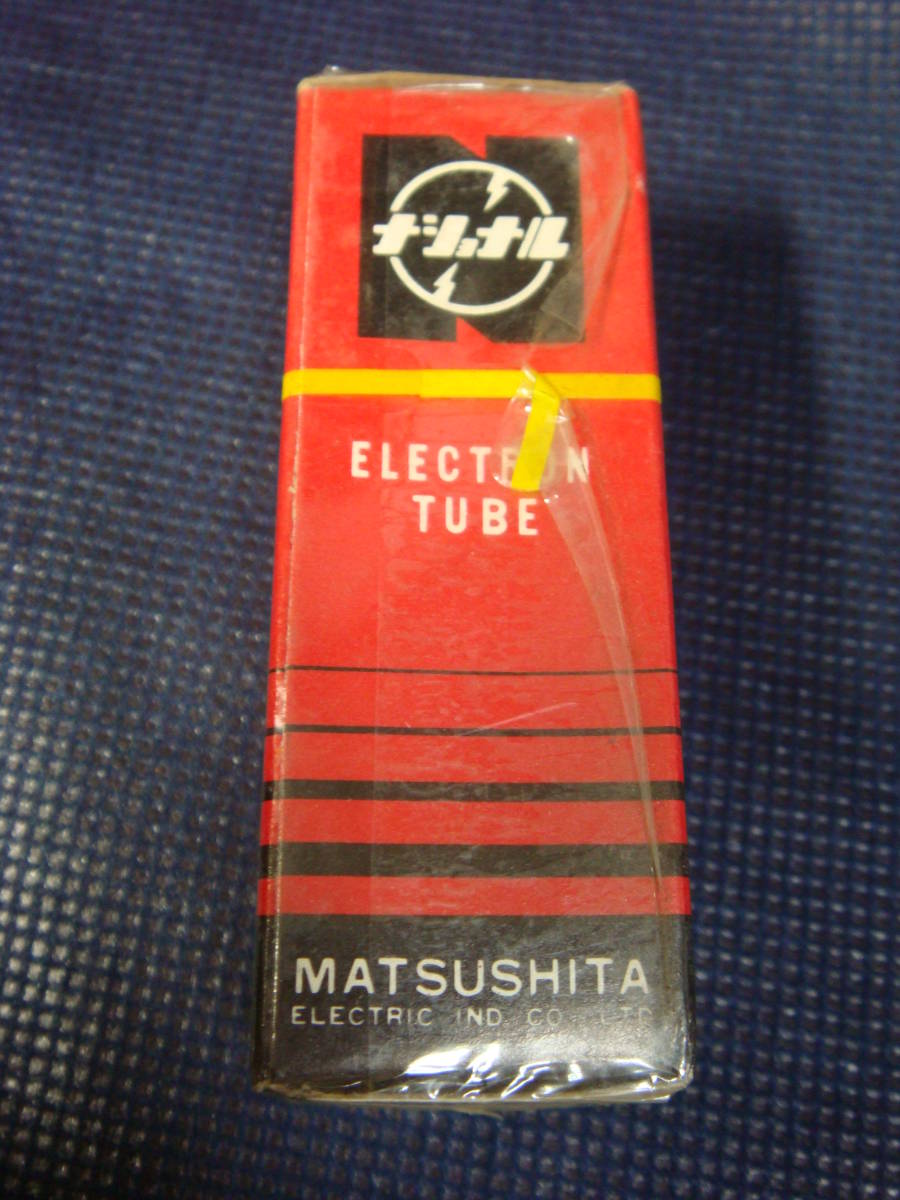 ナショナル
ELECTRON
TUBE
MATSUSHITA
ELECTRIC IND. CO., LTD.